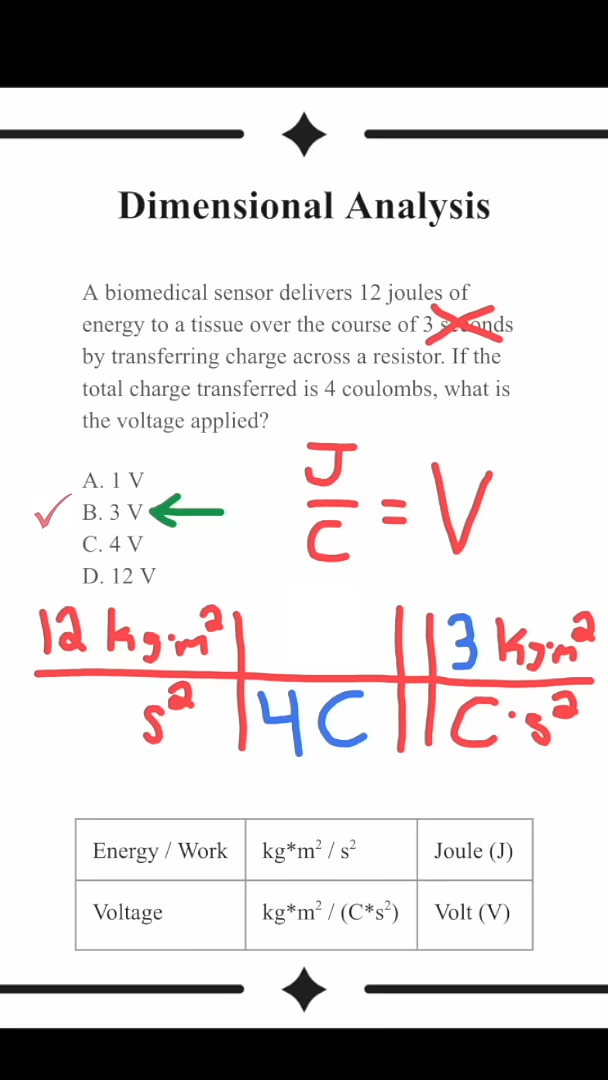 Dimensional Analysis
A biomedical sensor delivers 12 joules of
energy to a tissue over the course of 3 seconds
by transferring charge across a resistor. If the
total charge transferred is 4 coulombs, what is
the voltage applied?
A. 1 V
B. 3 V
C. 4 V
D. 12 V
J
C
= V
12 kg·m²
s²
4C
3 kg·m²
C·s²
Energy / Work kg*m² / s² Joule (J)
Voltage kg*m² / (C*s²) Volt (V)